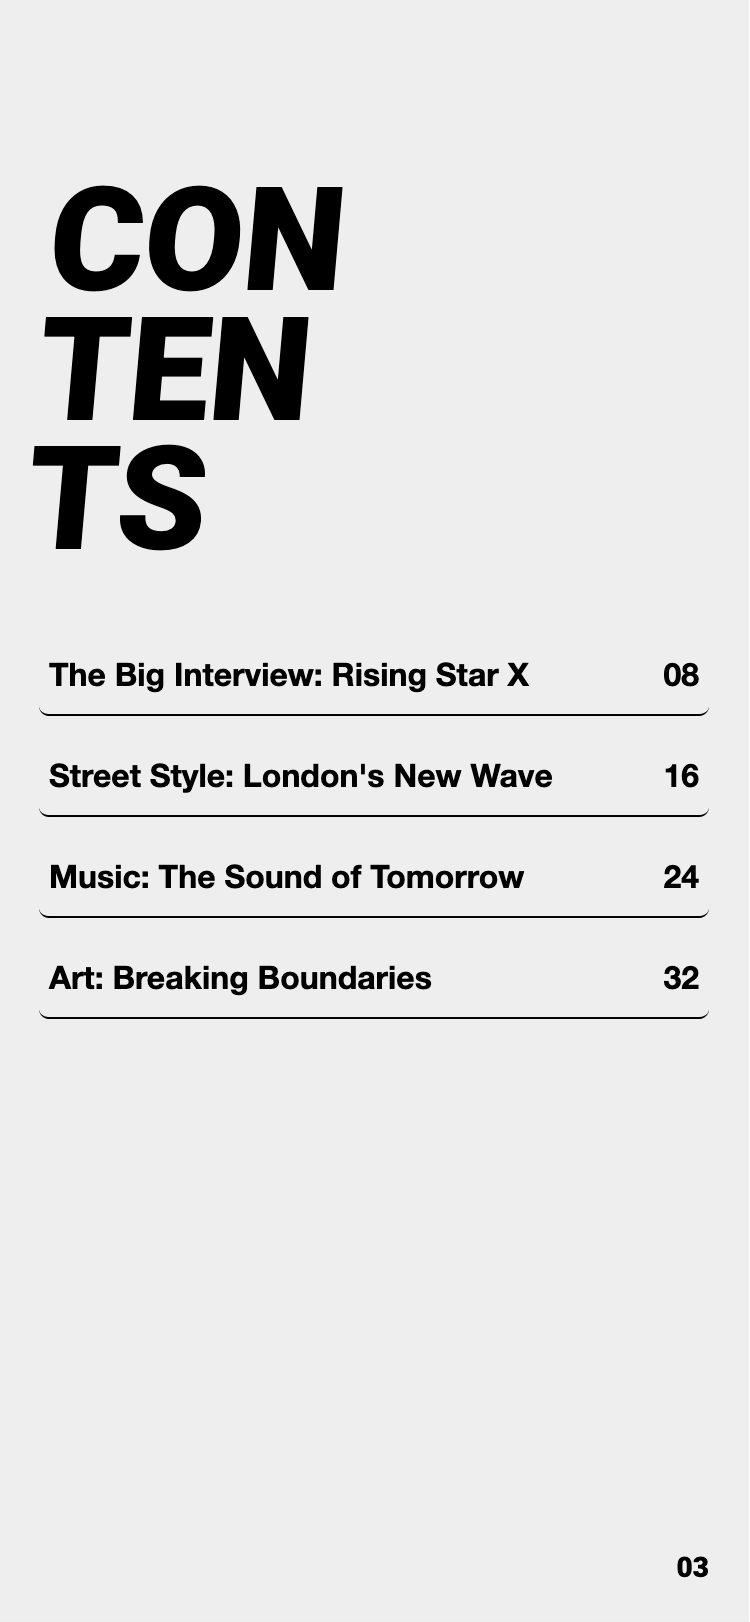 CON
TEN
TS
The Big Interview: Rising Star X 08
Street Style: London's New Wave 16
Music: The Sound of Tomorrow 24
Art: Breaking Boundaries 32
03